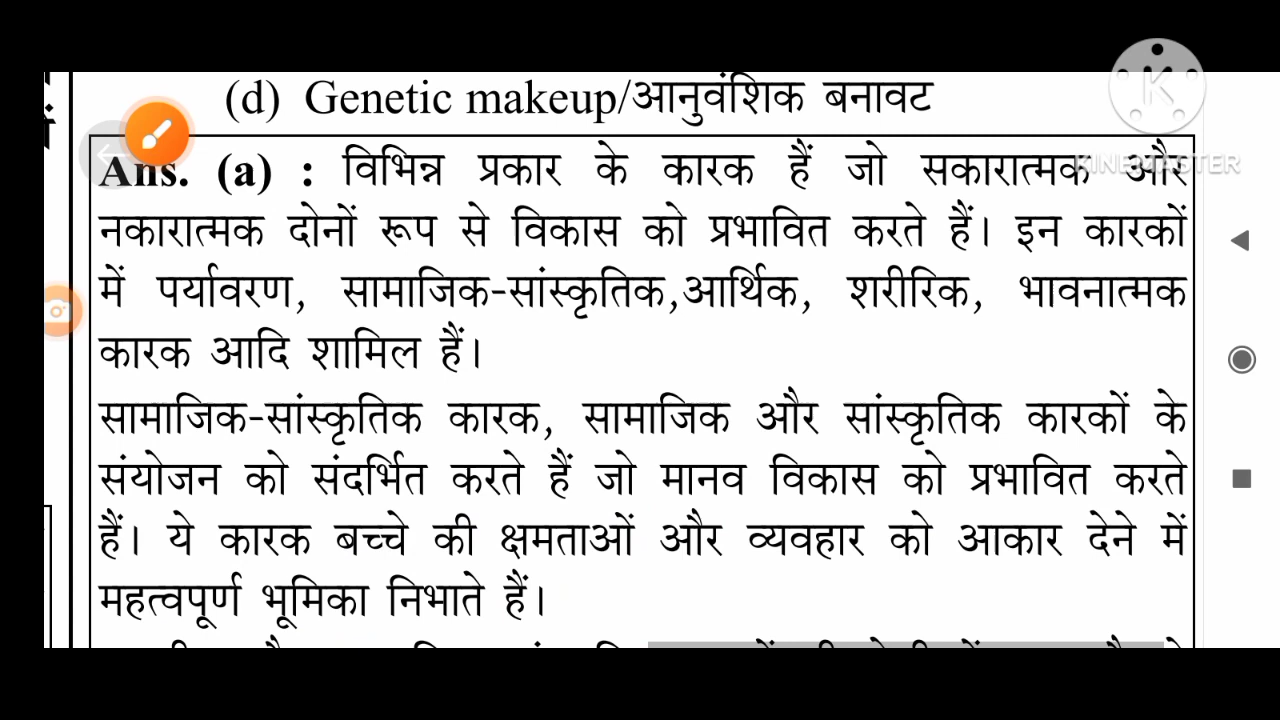 (d) Genetic makeup/आनुवंशिक बनावट
KINEMASTER
Ans. (a) : विभिन्न प्रकार के कारक हैं जो सकारात्मक और
नकारात्मक दोनों रूप से विकास को प्रभावित करते हैं। इन कारकों
में पर्यावरण, सामाजिक-सांस्कृतिक,आर्थिक, शरीरिक, भावनात्मक
कारक आदि शामिल हैं।
सामाजिक-सांस्कृतिक कारक, सामाजिक और सांस्कृतिक कारकों के
संयोजन को संदर्भित करते हैं जो मानव विकास को प्रभावित करते
हैं। ये कारक बच्चे की क्षमताओं और व्यवहार को आकार देने में
महत्वपूर्ण भूमिका निभाते हैं।